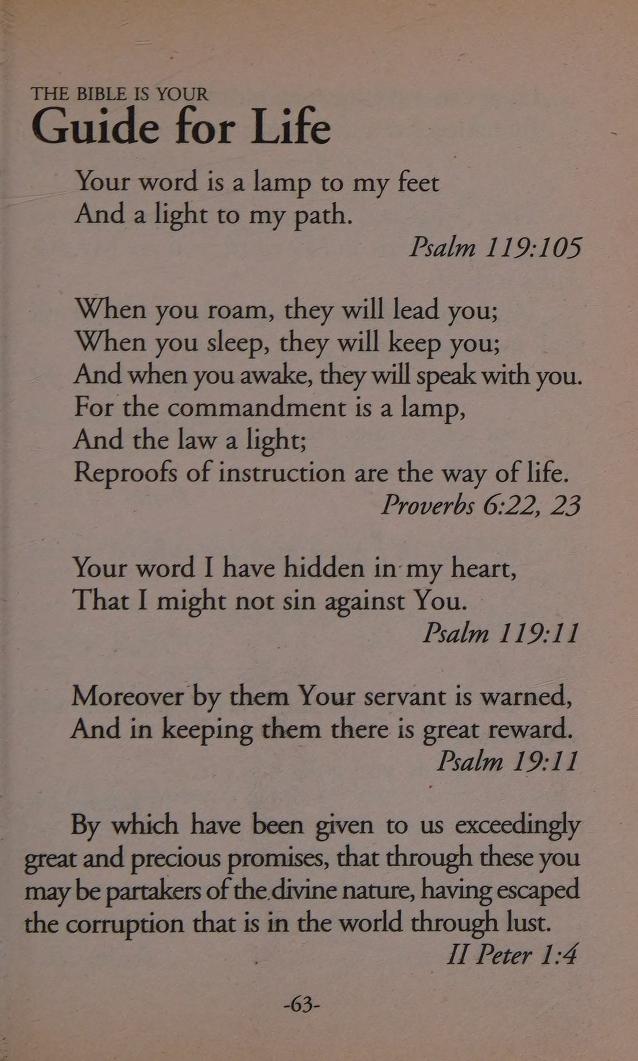 THE BIBLE IS YOUR
Guide for Life
Your word is a lamp to my feet
And a light to my path.
Psalm 119:105
When you roam, they will lead you;
When you sleep, they will keep you;
And when you awake, they will speak with you.
For the commandment is a lamp,
And the law a light;
Reproofs of instruction are the way of life.
Proverbs 6:22, 23
Your word I have hidden in my heart,
That I might not sin against You.
Psalm 119:11
Moreover by them Your servant is warned,
And in keeping them there is great reward.
Psalm 19:11
By which have been given to us exceedingly
great and precious promises, that through these you
may be partakers of the divine nature, having escaped
the corruption that is in the world through lust.
II Peter 1:4
-63-